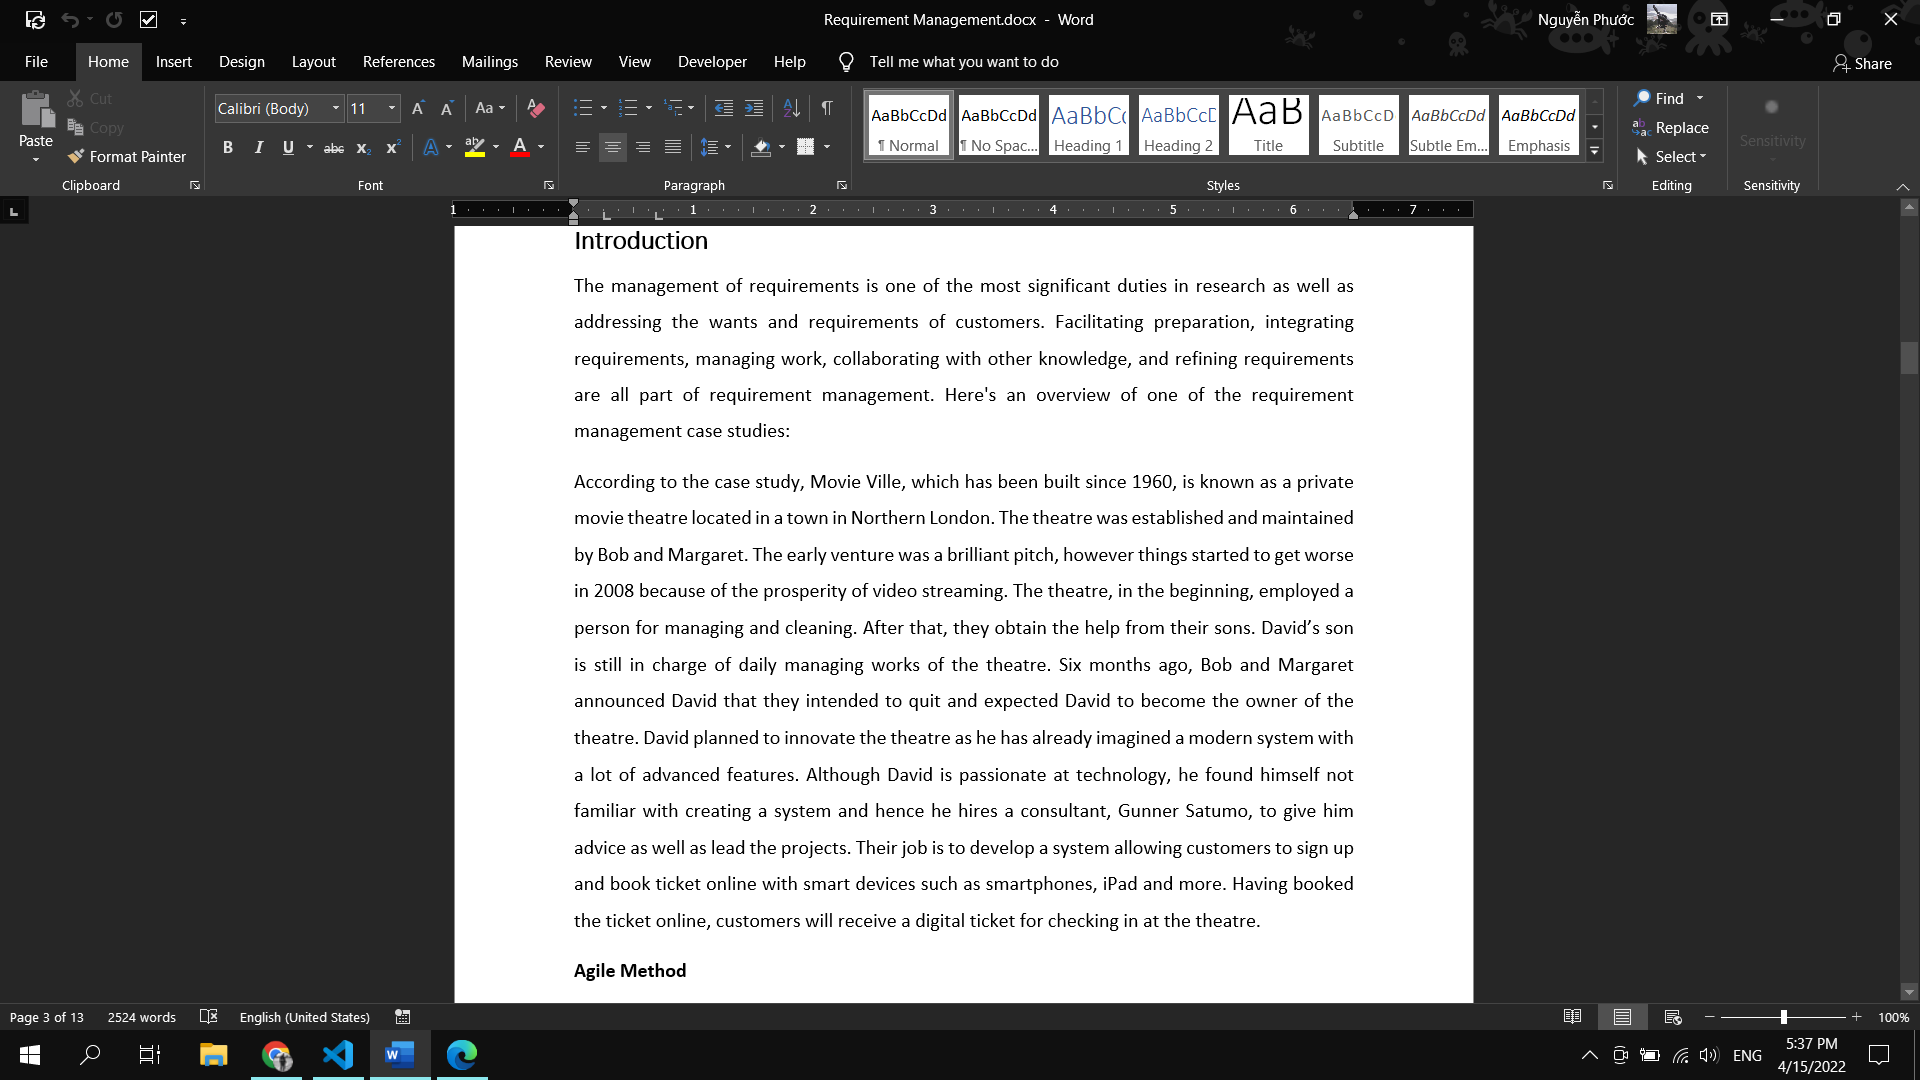 Requirement Management.docx - Word
Nguyễn Phước
File Home Insert Design Layout References Mailings Review View Developer Help Tell me what you want to do
Share
Paste
Cut
Copy
Format Painter
Clipboard
Calibri (Body) 11
Font
Paragraph
AaBbCcDd AaBbCcDd AaBbCc AaBbCcD AaB AaBbCcD AaBbCcDd AaBbCcDd
¶ Normal ¶ No Spac... Heading 1 Heading 2 Title Subtitle Subtle Em... Emphasis
Styles
Find
Replace
Select
Editing
Sensitivity
Sensitivity
1 1 2 3 4 5 6 7
Introduction
The management of requirements is one of the most significant duties in research as well as
addressing the wants and requirements of customers. Facilitating preparation, integrating
requirements, managing work, collaborating with other knowledge, and refining requirements
are all part of requirement management. Here's an overview of one of the requirement
management case studies:
According to the case study, Movie Ville, which has been built since 1960, is known as a private
movie theatre located in a town in Northern London. The theatre was established and maintained
by Bob and Margaret. The early venture was a brilliant pitch, however things started to get worse
in 2008 because of the prosperity of video streaming. The theatre, in the beginning, employed a
person for managing and cleaning. After that, they obtain the help from their sons. David’s son
is still in charge of daily managing works of the theatre. Six months ago, Bob and Margaret
announced David that they intended to quit and expected David to become the owner of the
theatre. David planned to innovate the theatre as he has already imagined a modern system with
a lot of advanced features. Although David is passionate at technology, he found himself not
familiar with creating a system and hence he hires a consultant, Gunner Satumo, to give him
advice as well as lead the projects. Their job is to develop a system allowing customers to sign up
and book ticket online with smart devices such as smartphones, iPad and more. Having booked
the ticket online, customers will receive a digital ticket for checking in at the theatre.
Agile Method
Page 3 of 13 2524 words English (United States) 100%
ENG
5:37 PM
4/15/2022